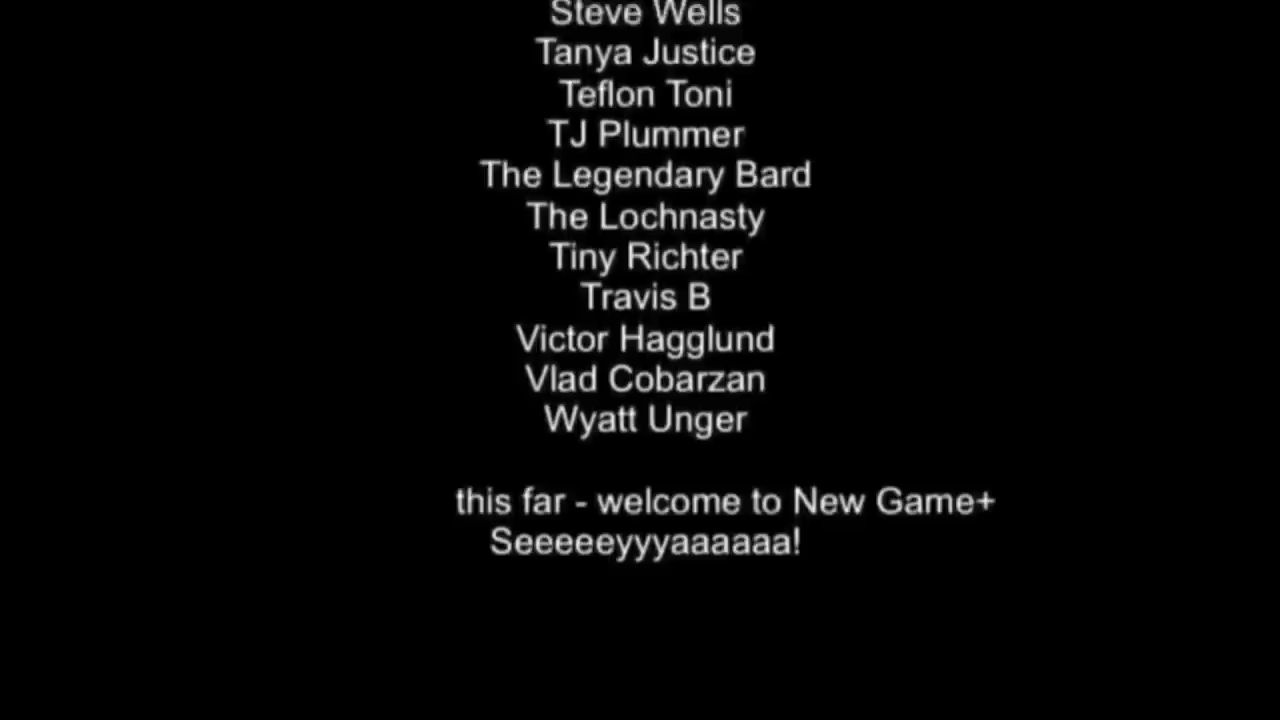 Steve Wells
Tanya Justice
Teflon Toni
TJ Plummer
The Legendary Bard
The Lochnasty
Tiny Richter
Travis B
Victor Hagglund
Vlad Cobarzan
Wyatt Unger
this far - welcome to New Game+
Seeeeeyyyaaaaaa!